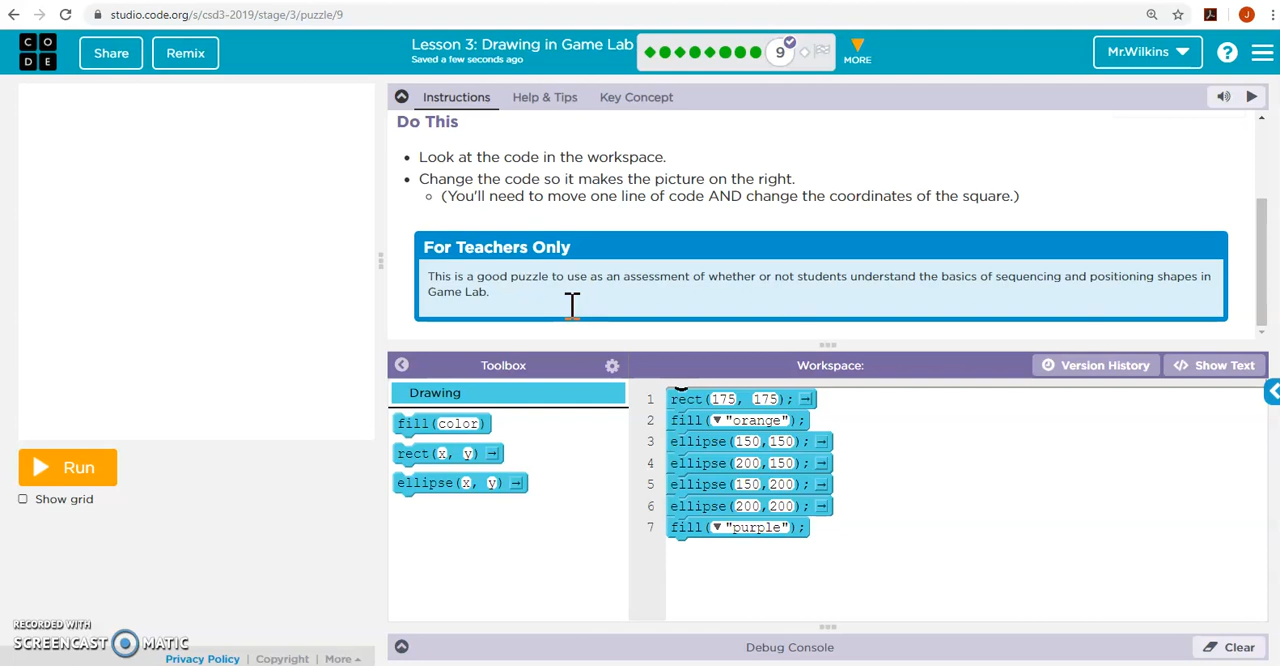 studio.code.org/s/csd3-2019/stage/3/puzzle/9
J
C O
D E
Share
Remix
Lesson 3: Drawing in Game Lab
Saved a few seconds ago
9
MORE
Mr.Wilkins
?
Instructions
Help & Tips
Key Concept
Do This
• Look at the code in the workspace.
• Change the code so it makes the picture on the right.
(You'll need to move one line of code AND change the coordinates of the square.)
For Teachers Only
This is a good puzzle to use as an assessment of whether or not students understand the basics of sequencing and positioning shapes in
Game Lab.
Toolbox
Workspace:
Version History
Show Text
Drawing
fill(color)
rect(x, y)
ellipse(x, y)
1 rect(175, 175);
2 fill("orange");
3 ellipse(150,150);
4 ellipse(200,150);
5 ellipse(150,200);
6 ellipse(200,200);
7 fill("purple");
Run
Show grid
RECORDED WITH
SCREENCAST MATIC
Privacy Policy | Copyright | More
Debug Console
Clear